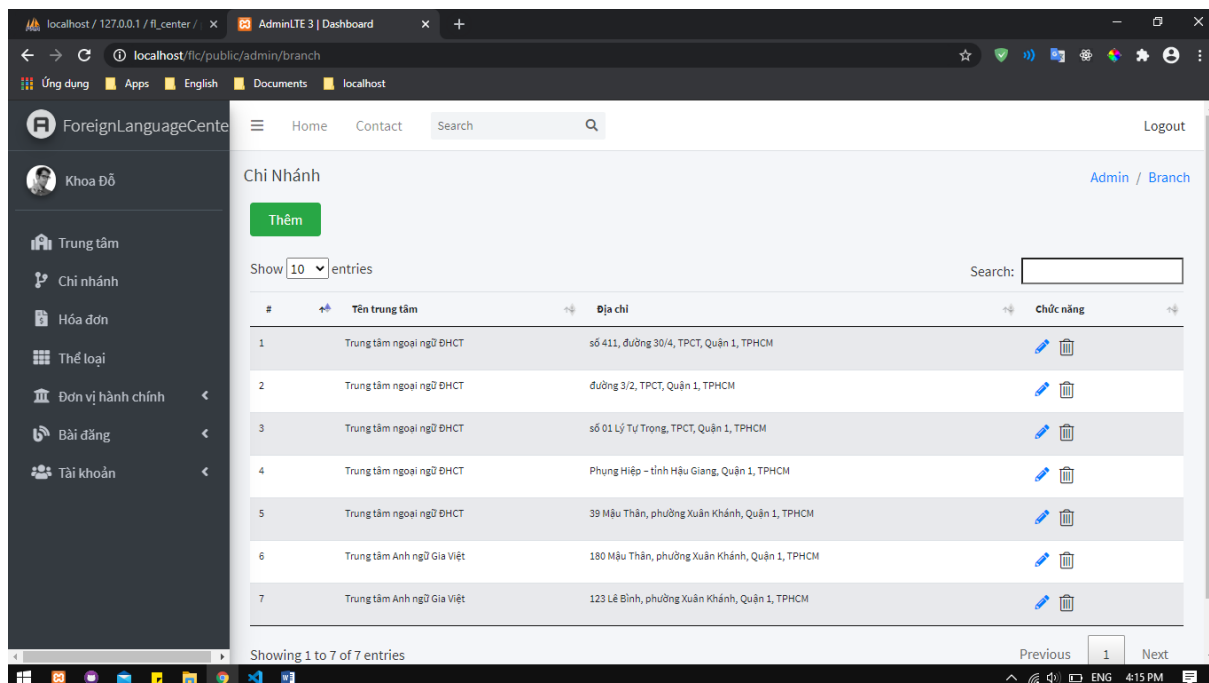 localhost / 127.0.0.1 / fl_center /
AdminLTE 3 | Dashboard
localhost/flc/public/admin/branch
Ứng dụng Apps English Documents localhost
ForeignLanguageCente
Home Contact Search Logout
Khoa Đỗ
Chi Nhánh
Admin / Branch
Thêm
Trung tâm
Chi nhánh
Hóa đơn
Thể loại
Đơn vị hành chính
Bài đăng
Tài khoản
Show 10 entries
Search:
# Tên trung tâm Địa chỉ Chức năng
1 Trung tâm ngoại ngữ ĐHCT số 411, đường 30/4, TPCT, Quận 1, TPHCM
2 Trung tâm ngoại ngữ ĐHCT đường 3/2, TPCT, Quận 1, TPHCM
3 Trung tâm ngoại ngữ ĐHCT số 01 Lý Tự Trọng, TPCT, Quận 1, TPHCM
4 Trung tâm ngoại ngữ ĐHCT Phụng Hiệp – tỉnh Hậu Giang, Quận 1, TPHCM
5 Trung tâm ngoại ngữ ĐHCT 39 Mậu Thân, phường Xuân Khánh, Quận 1, TPHCM
6 Trung tâm Anh ngữ Gia Việt 180 Mậu Thân, phường Xuân Khánh, Quận 1, TPHCM
7 Trung tâm Anh ngữ Gia Việt 123 Lê Bình, phường Xuân Khánh, Quận 1, TPHCM
Showing 1 to 7 of 7 entries
Previous 1 Next
ENG 4:15 PM